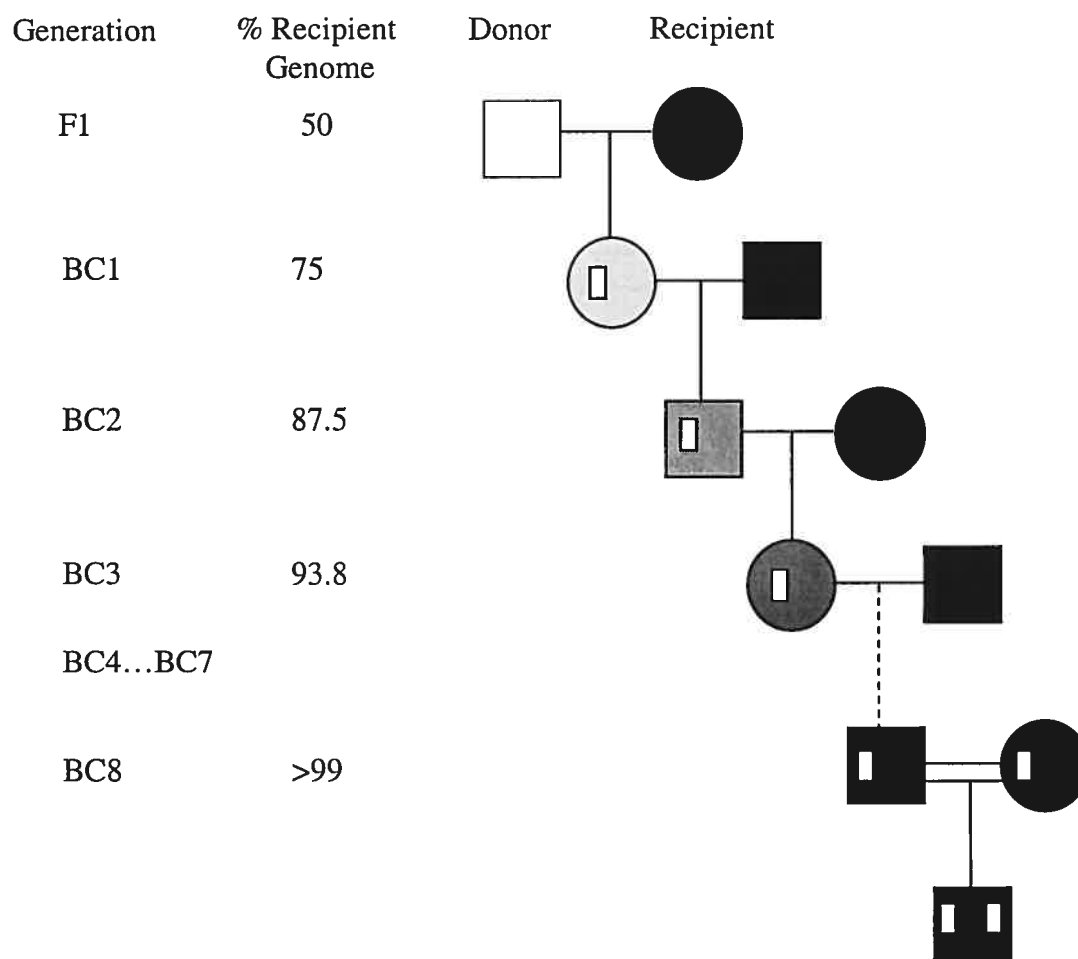 Generation % Recipient Genome Donor Recipient
F1 50
BC1 75
BC2 87.5
BC3 93.8
BC4...BC7
BC8 >99